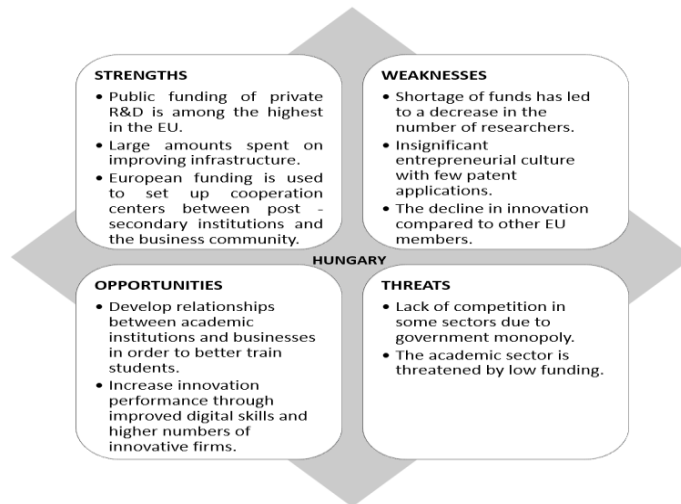 STRENGTHS
• Public funding of private
R&D is among the highest
in the EU.
• Large amounts spent on
improving infrastructure.
• European funding is used
to set up cooperation
centers between post -
secondary institutions and
the business community.
WEAKNESSES
• Shortage of funds has led
to a decrease in the
number of researchers.
• Insignificant
entrepreneurial culture
with few patent
applications.
• The decline in innovation
compared to other EU
members.
HUNGARY
OPPORTUNITIES
• Develop relationships
between academic
institutions and businesses
in order to better train
students.
• Increase innovation
performance through
improved digital skills and
higher numbers of
innovative firms.
THREATS
• Lack of competition in
some sectors due to
government monopoly.
• The academic sector is
threatened by low funding.